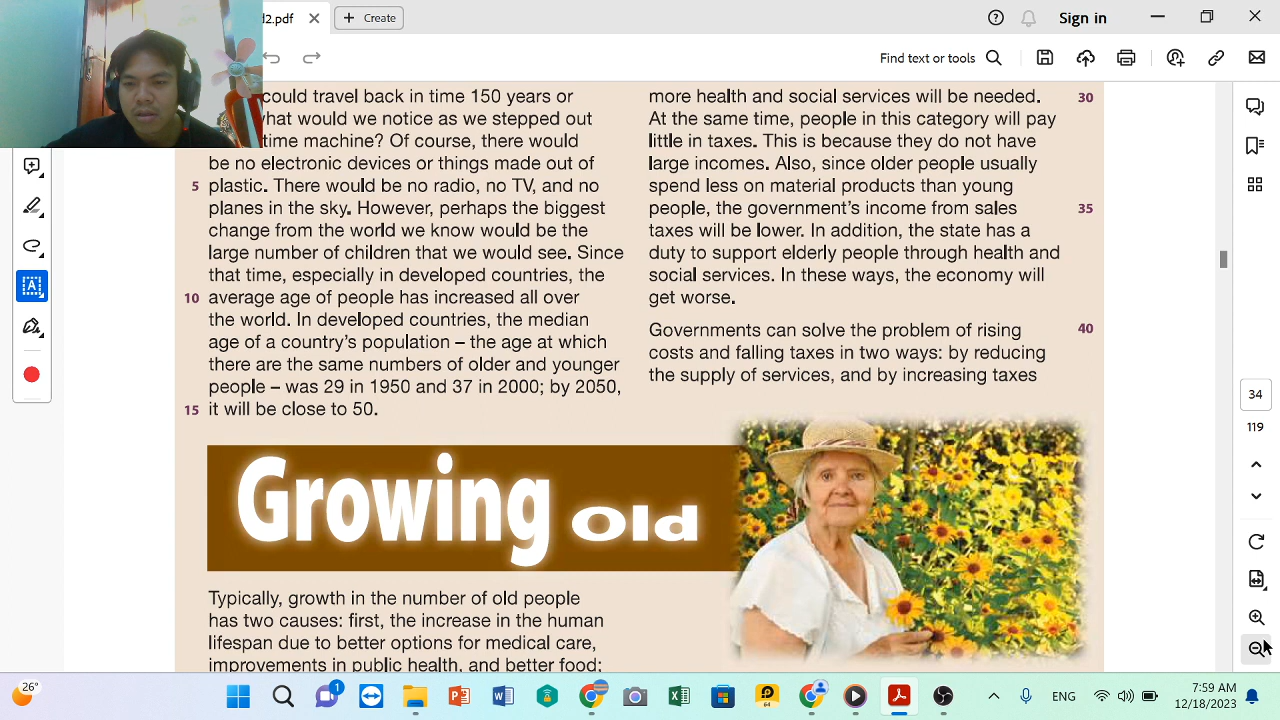 d2.pdf
Create
Sign in
Find text or tools
could travel back in time 150 years or
hat would we notice as we stepped out
time machine? Of course, there would
be no electronic devices or things made out of
5 plastic. There would be no radio, no TV, and no
planes in the sky. However, perhaps the biggest
change from the world we know would be the
large number of children that we would see. Since
that time, especially in developed countries, the
10 average age of people has increased all over
the world. In developed countries, the median
age of a country's population – the age at which
there are the same numbers of older and younger
people – was 29 in 1950 and 37 in 2000; by 2050,
15 it will be close to 50.
Growing Old
Typically, growth in the number of old people
has two causes: first, the increase in the human
lifespan due to better options for medical care,
improvements in public health, and better food;
more health and social services will be needed. 30
At the same time, people in this category will pay
little in taxes. This is because they do not have
large incomes. Also, since older people usually
spend less on material products than young
people, the government's income from sales 35
taxes will be lower. In addition, the state has a
duty to support elderly people through health and
social services. In these ways, the economy will
get worse.
Governments can solve the problem of rising 40
costs and falling taxes in two ways: by reducing
the supply of services, and by increasing taxes
34
119
26°
1
64
ENG
7:59 AM
12/18/2023